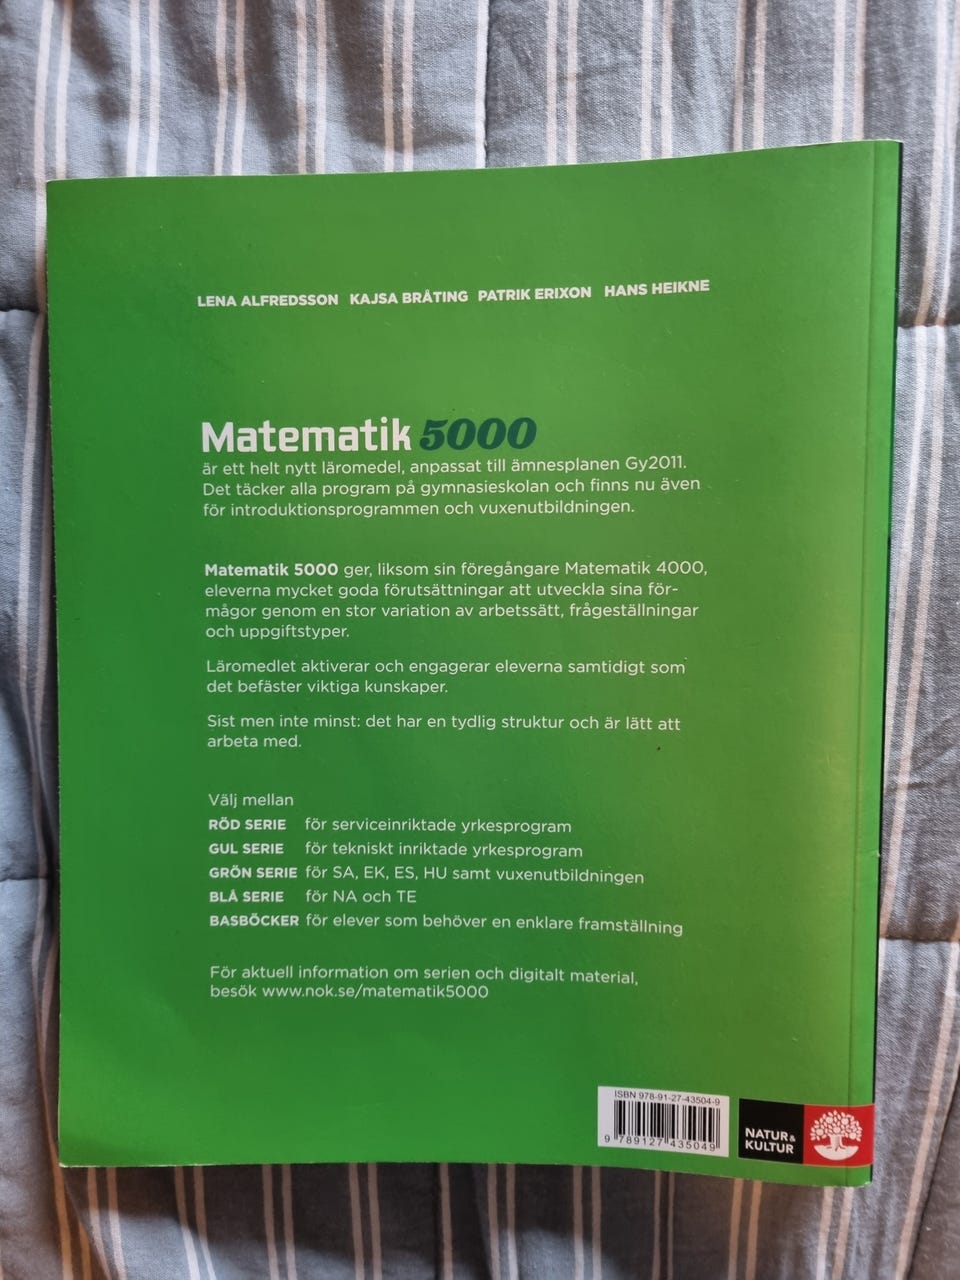 LENA ALFREDSSON KAJSA BRÅTING PATRIK ERIXON HANS HEIKNE
Matematik 5000
är ett helt nytt läromedel, anpassat till ämnesplanen Gy2011.
Det täcker alla program på gymnasieskolan och finns nu även
för introduktionsprogrammen och vuxenutbildningen.
Matematik 5000 ger, liksom sin föregångare Matematik 4000,
eleverna mycket goda förutsättningar att utveckla sina för-
mågor genom en stor variation av arbetssätt, frågeställningar
och uppgiftstyper.
Läromedlet aktiverar och engagerar eleverna samtidigt som
det befäster viktiga kunskaper.
Sist men inte minst: det har en tydlig struktur och är lätt att
arbeta med.
Välj mellan
RÖD SERIE för serviceinriktade yrkesprogram
GUL SERIE för tekniskt inriktade yrkesprogram
GRÖN SERIE för SA, EK, ES, HU samt vuxenutbildningen
BLÅ SERIE för NA och TE
BASBÖCKER för elever som behöver en enklare framställning
För aktuell information om serien och digitalt material,
besök www.nok.se/matematik5000
ISBN 978-91-27-43504-9
9 789127 435049
NATUR &
KULTUR